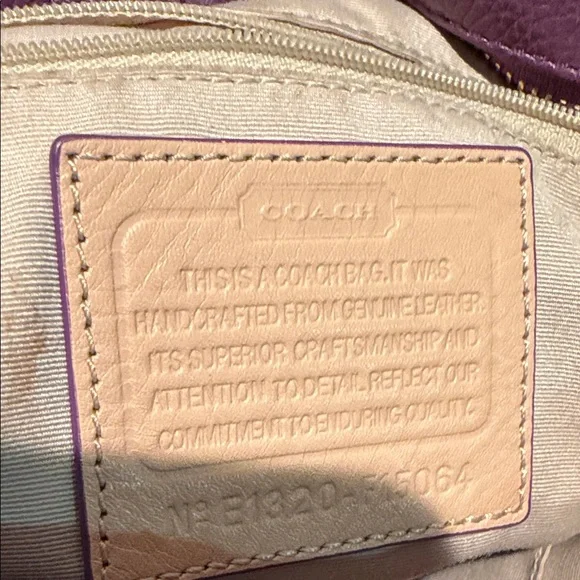 COACH
THIS IS A COACH BAG. IT WAS
HANDCRAFTED FROM GENUINE LEATHER.
ITS SUPERIOR CRAFTSMANSHIP AND
ATTENTION TO DETAIL REFLECT OUR
COMMITMENT TO ENDURING QUALITY.
Nº E1320-F15064